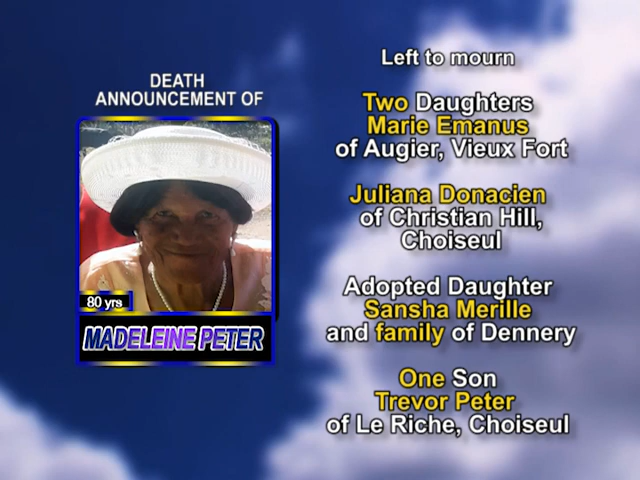 DEATH
ANNOUNCEMENT OF
80 yrs
MADELEINE PETER
Left to mourn
Two Daughters
Marie Emanus
of Augier, Vieux Fort
Juliana Donacien
of Christian Hill,
Choiseul
Adopted Daughter
Sansha Merille
and family of Dennery
One Son
Trevor Peter
of Le Riche, Choiseul